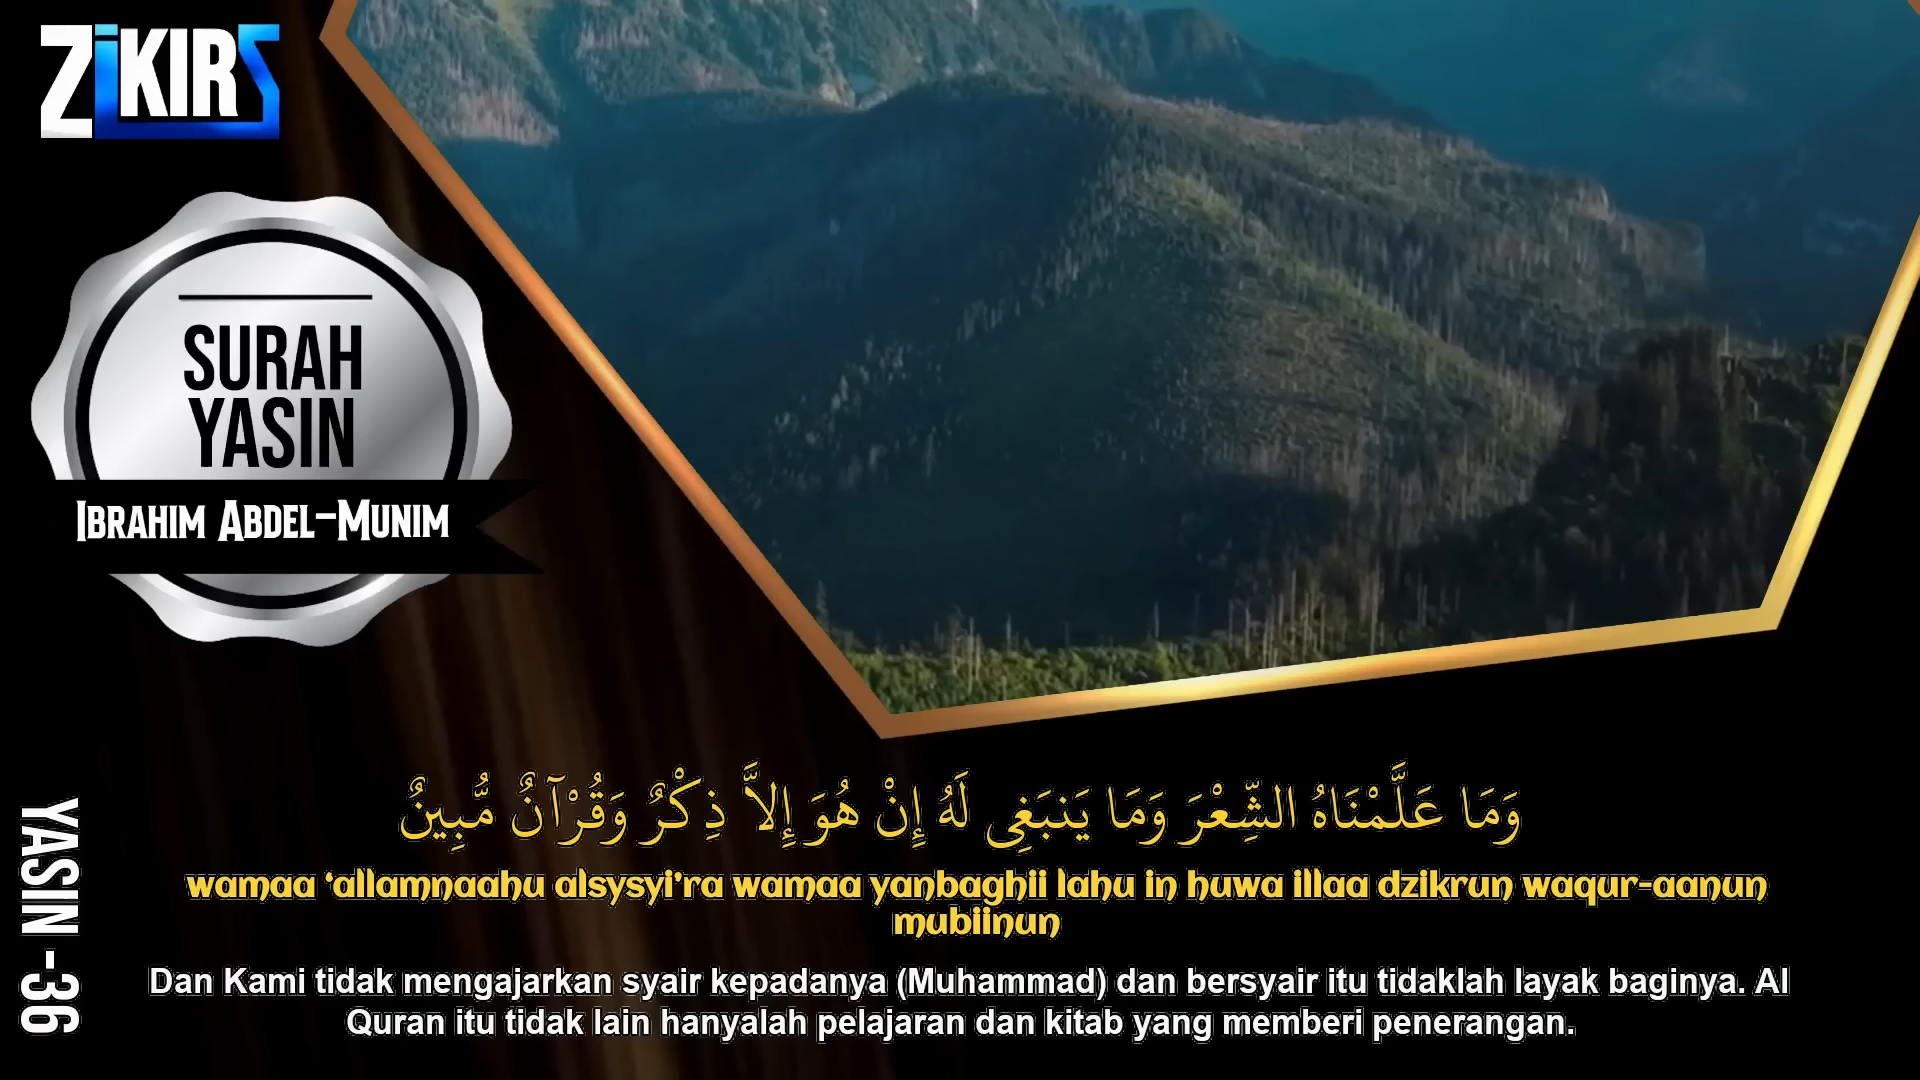 ZiKIRZ
SURAH
YASIN
IBRAHIM ABDEL-MUNIM
YASIN -36
وَمَا عَلَّمْنَاهُ الشِّعْرَ وَمَا يَنبَغِي لَهُ إِنْ هُوَ إِلاَّ ذِكْرٌ وَقُرْآنٌ مُّبِينٌ
wamaa ‘allamnaahu alsysyi’ra wamaa yanbaghii lahu in huwa illaa dzikrun waqur-aanun
mubiinun
Dan Kami tidak mengajarkan syair kepadanya (Muhammad) dan bersyair itu tidaklah layak baginya. Al
Quran itu tidak lain hanyalah pelajaran dan kitab yang memberi penerangan.